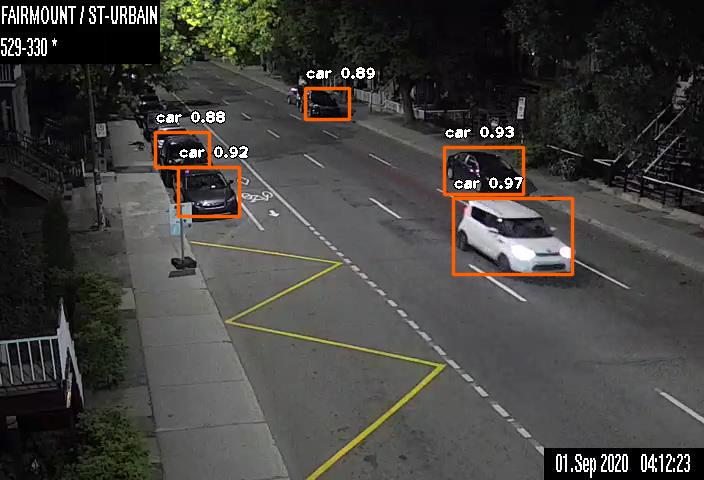 FAIRMOUNT / ST-URBAIN
529-330 *
car 0.89
car 0.88
car 0.93
car 0.92
car 0.97
01.Sep 2020 04:12:23